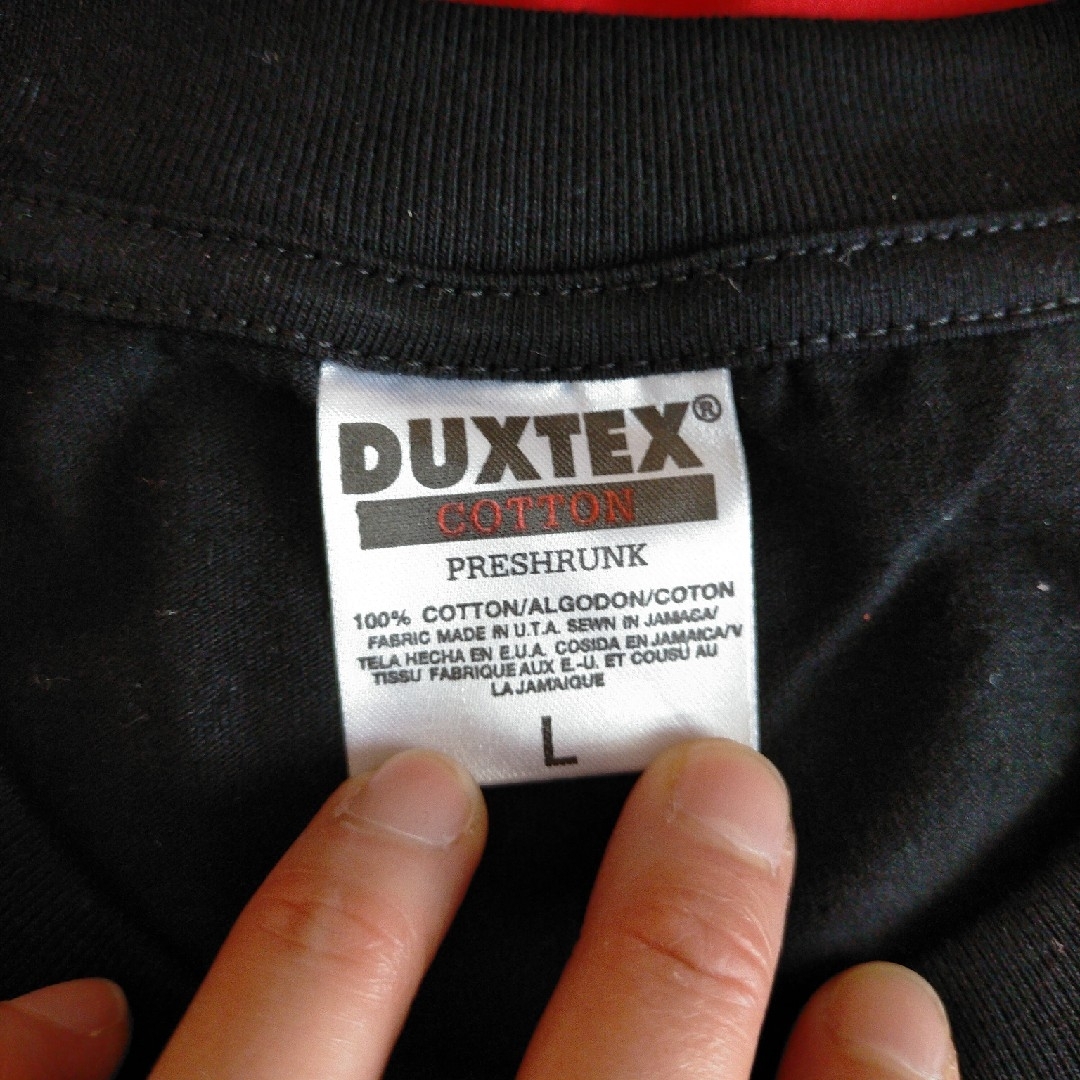 DUXTEX®
COTTON
PRESHRUNK
100% COTTON/ALGODON/COTON
FABRIC MADE IN U.T.A. SEWN IN JAMACA/
TELA HECHA EN E.U.A. COSIDA EN JAMAICA/V
TISSU FABRIQUE AUX E.-U. ET COUSU AU
LA JAMAIQUE
L